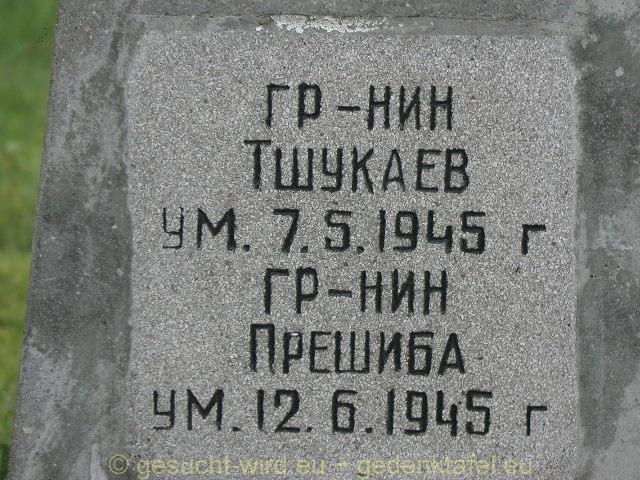 ГР-НИН
ТШУКАЕВ
УМ. 7.5.1945 г
ГР-НИН
ПРЕШИБА
УМ. 12.6.1945 г
© gesucht-wird.eu + gedenktafel.eu